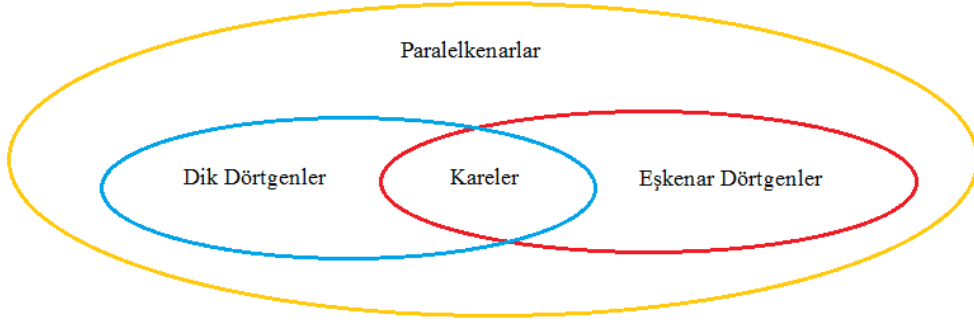 Paralelkenarlar
Dik Dörtgenler
Kareler
Eşkenar Dörtgenler